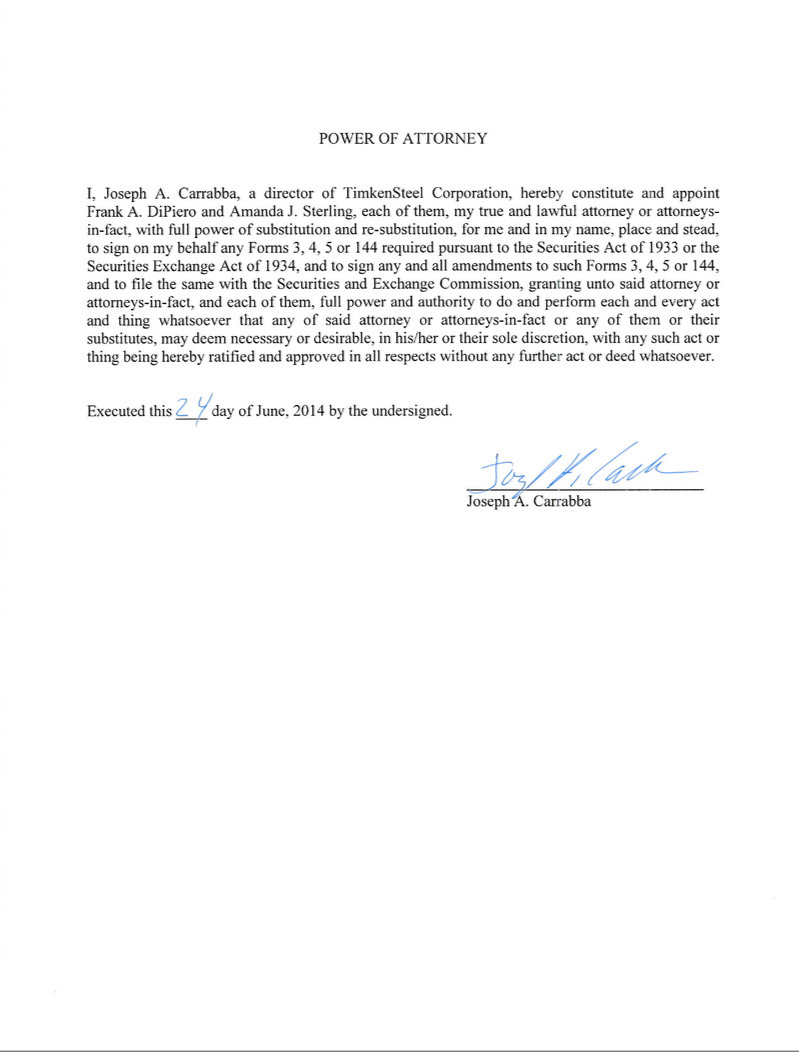 POWER OF ATTORNEY
I, Joseph A. Carrabba, a director of TimkenSteel Corporation, hereby constitute and appoint
Frank A. DiPiero and Amanda J. Sterling, each of them, my true and lawful attorney or attorneys-
in-fact, with full power of substitution and re-substitution, for me and in my name, place and stead,
to sign on my behalf any Forms 3, 4, 5 or 144 required pursuant to the Securities Act of 1933 or the
Securities Exchange Act of 1934, and to sign any and all amendments to such Forms 3, 4, 5 or 144,
and to file the same with the Securities and Exchange Commission, granting unto said attorney or
attorneys-in-fact, and each of them, full power and authority to do and perform each and every act
and thing whatsoever that any of said attorney or attorneys-in-fact or any of them or their
substitutes, may deem necessary or desirable, in his/her or their sole discretion, with any such act or
thing being hereby ratified and approved in all respects without any further act or deed whatsoever.
Executed this 24 day of June, 2014 by the undersigned.
Joseph A. Carrabba